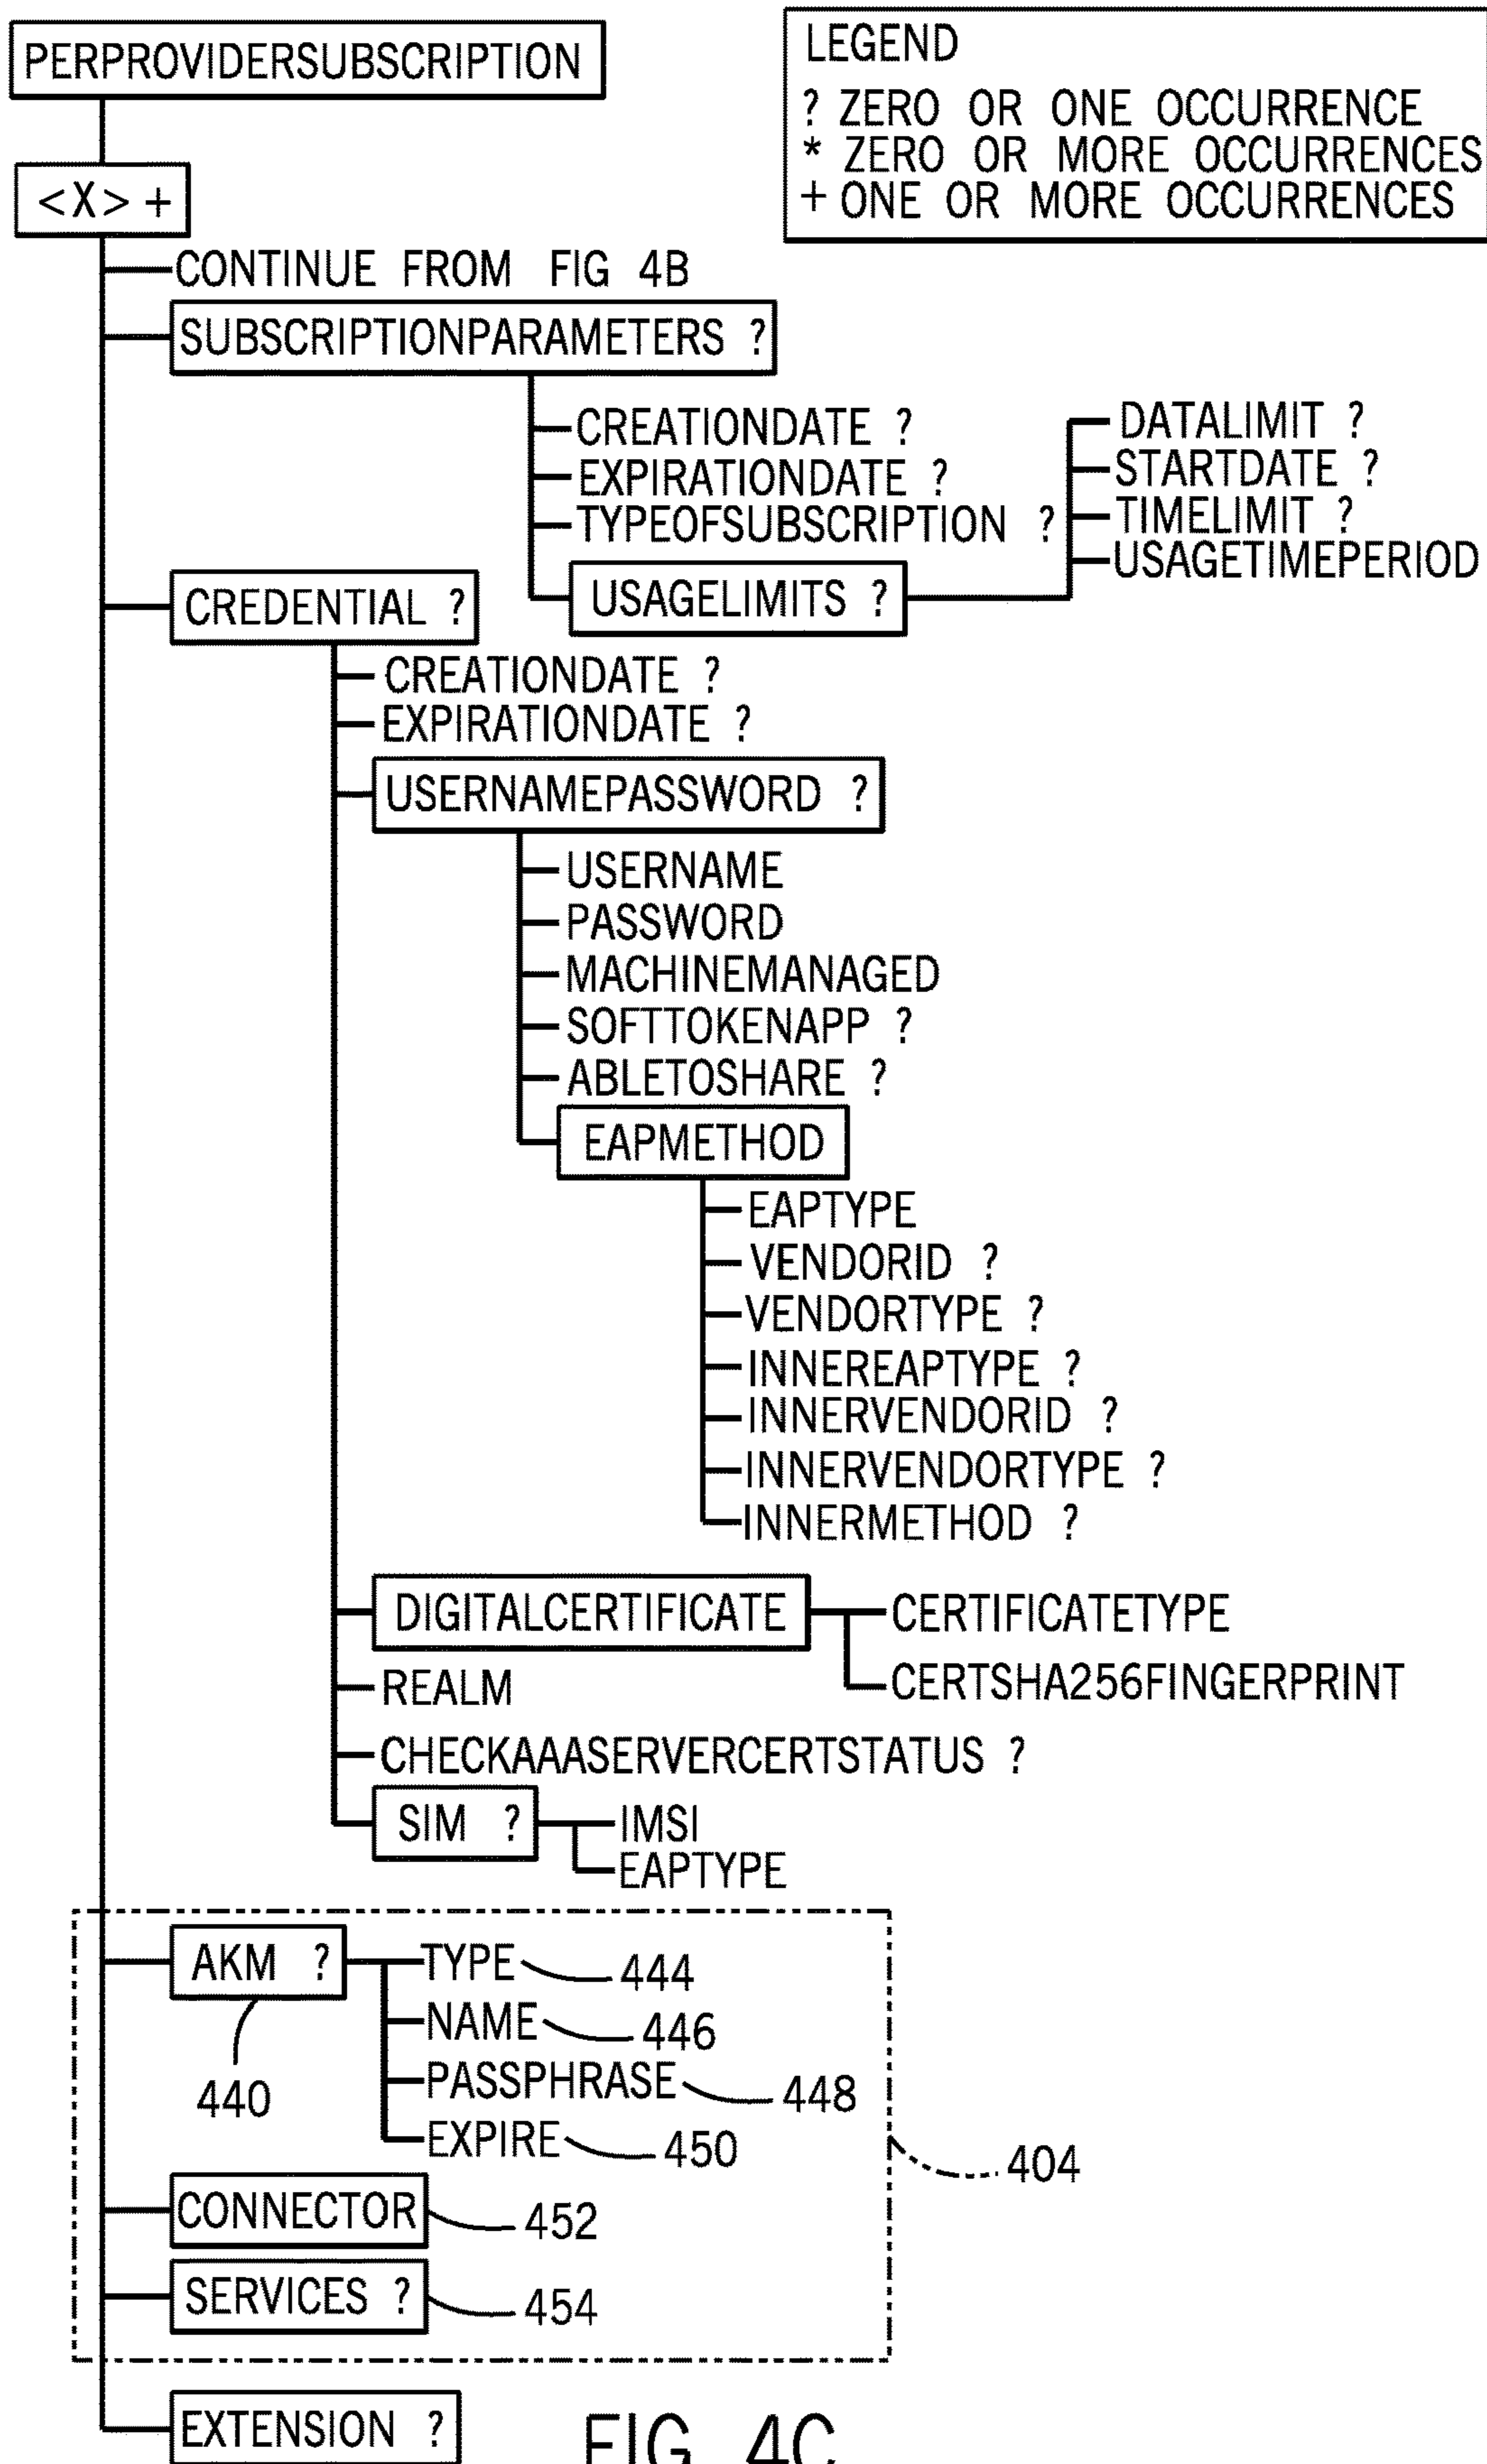 PERPROVIDERSUBSCRIPTION
LEGEND
? ZERO OR ONE OCCURRENCE
* ZERO OR MORE OCCURRENCES
+ ONE OR MORE OCCURRENCES
<X> +
CONTINUE FROM FIG 4B
SUBSCRIPTIONPARAMETERS ?
CREATIONDATE ?
EXPIRATIONDATE ?
TYPEOFSUBSCRIPTION ?
USAGELIMITS ?
DATALIMIT ?
STARTDATE ?
TIMELIMIT ?
USAGETIMEPERIOD
CREDENTIAL ?
CREATIONDATE ?
EXPIRATIONDATE ?
USERNAMEPASSWORD ?
USERNAME
PASSWORD
MACHINEMANAGED
SOFTTOKENAPP ?
ABLETOSHARE ?
EAPMETHOD
EAPTYPE
VENDORID ?
VENDORTYPE ?
INNEREAPTYPE ?
INNERVENDORID ?
INNERVENDORTYPE ?
INNERMETHOD ?
DIGITALCERTIFICATE
CERTIFICATETYPE
CERTSHA256FINGERPRINT
REALM
CHECKAAASERVERCERTSTATUS ?
SIM ?
IMSI
EAPTYPE
AKM ?
440
TYPE 444
NAME 446
PASSPHRASE 448
EXPIRE 450
404
CONNECTOR 452
SERVICES ? 454
EXTENSION ?
FIG 4C